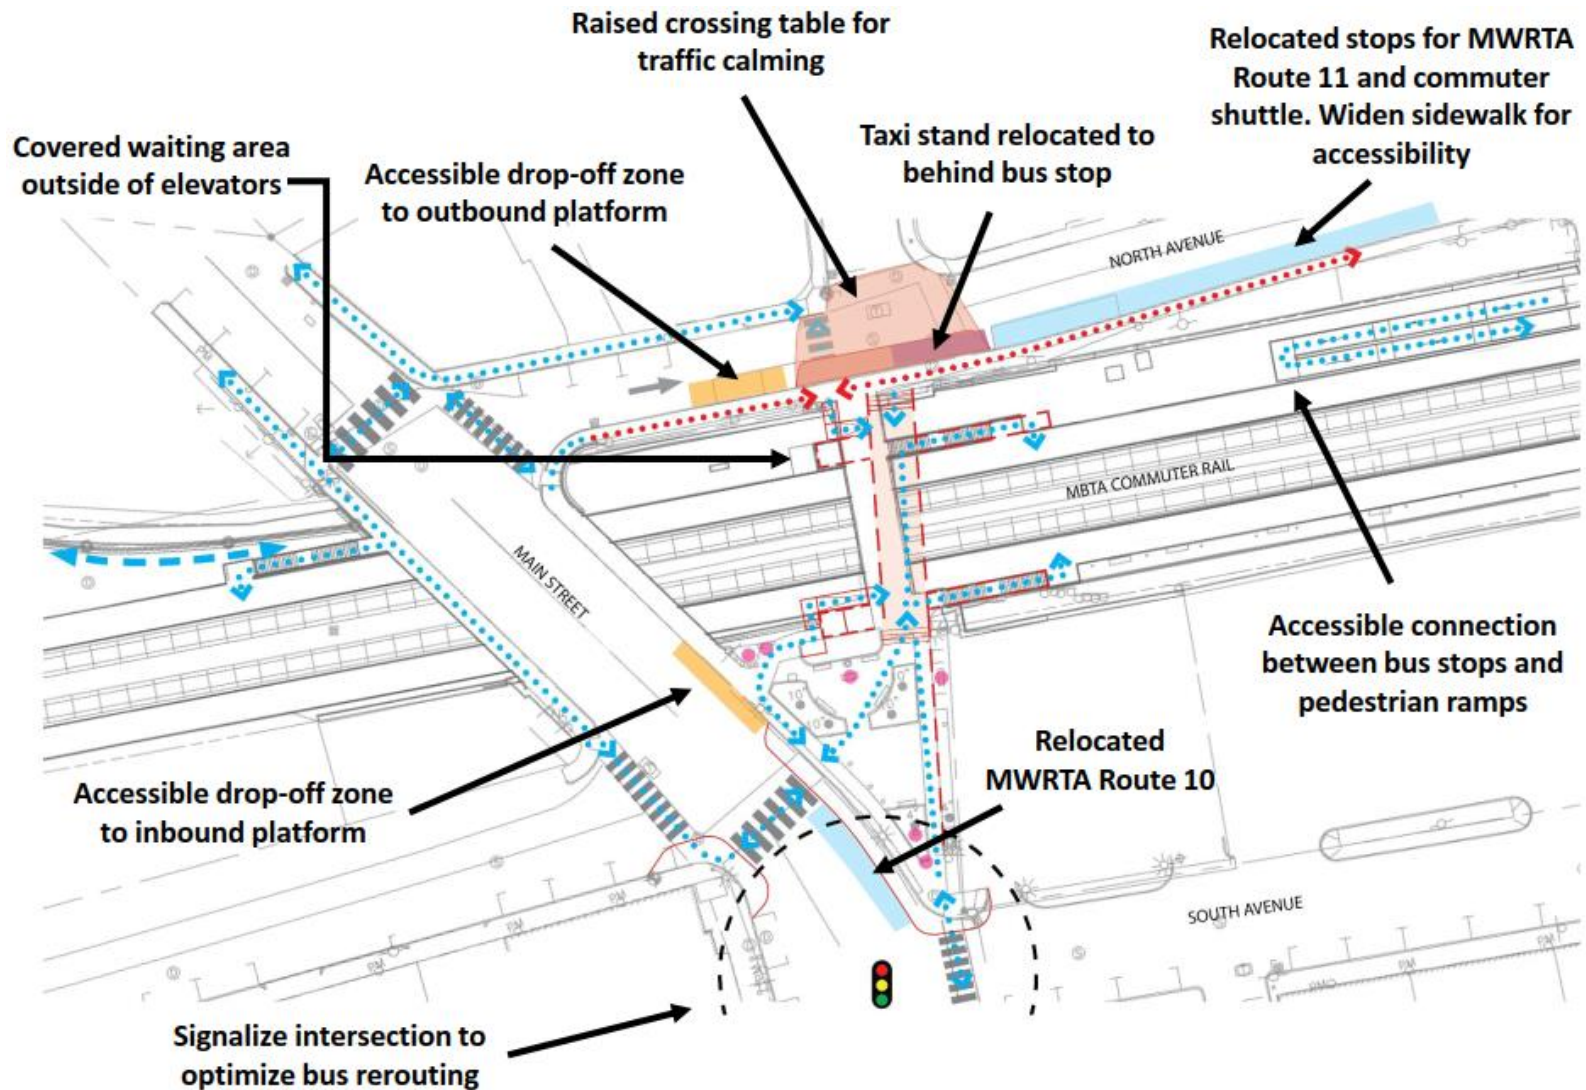 Raised crossing table for
traffic calming
Relocated stops for MWRTA
Route 11 and commuter
shuttle. Widen sidewalk for
accessibility
Covered waiting area
outside of elevators
Accessible drop-off zone
to outbound platform
Taxi stand relocated to
behind bus stop
NORTH AVENUE
MBTA COMMUTER RAIL
MAIN STREET
Accessible connection
between bus stops and
pedestrian ramps
Relocated
MWRTA Route 10
Accessible drop-off zone
to inbound platform
SOUTH AVENUE
Signalize intersection to
optimize bus rerouting